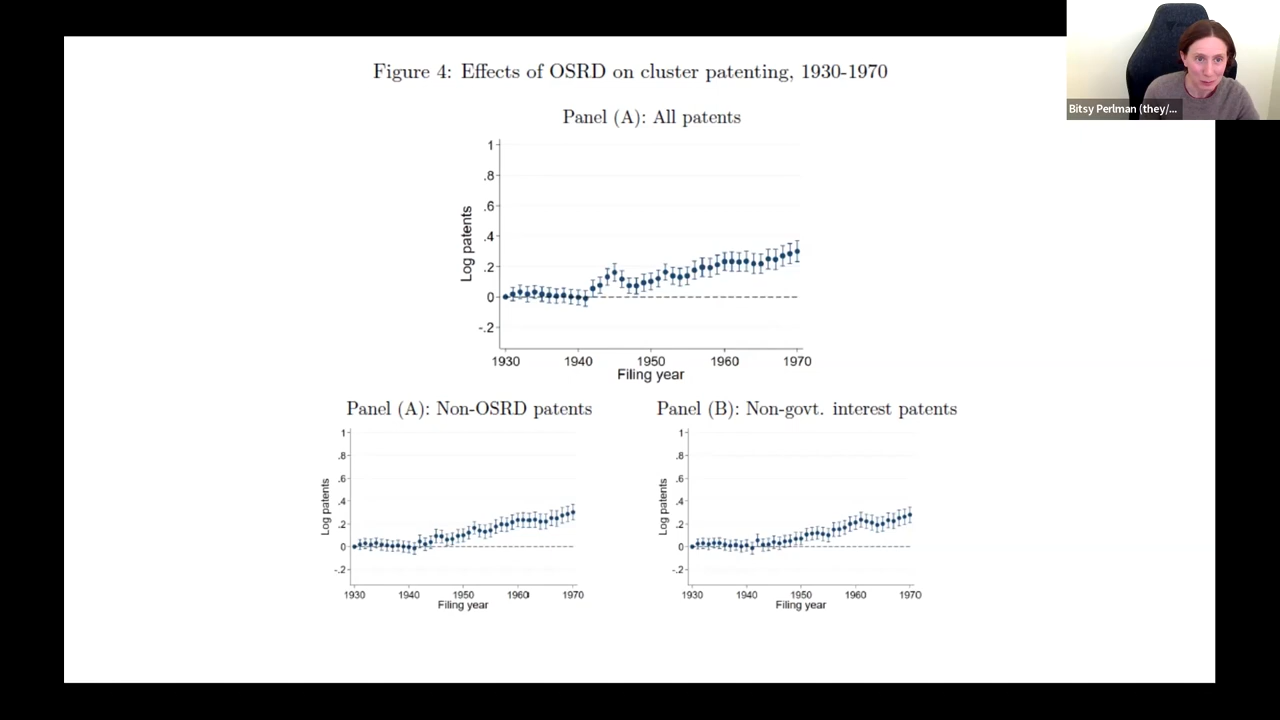 Figure 4: Effects of OSRD on cluster patenting, 1930-1970
Bitsy Perlman (they/...
Panel (A): All patents
1
.8
.6
.4
.2
0
-.2
Log patents
1930 1940 1950 1960 1970
Filing year
Panel (A): Non-OSRD patents
1
.8
.6
.4
.2
0
-.2
Log patents
1930 1940 1950 1960 1970
Filing year
Panel (B): Non-govt. interest patents
1
.8
.6
.4
.2
0
-.2
Log patents
1930 1940 1950 1960 1970
Filing year